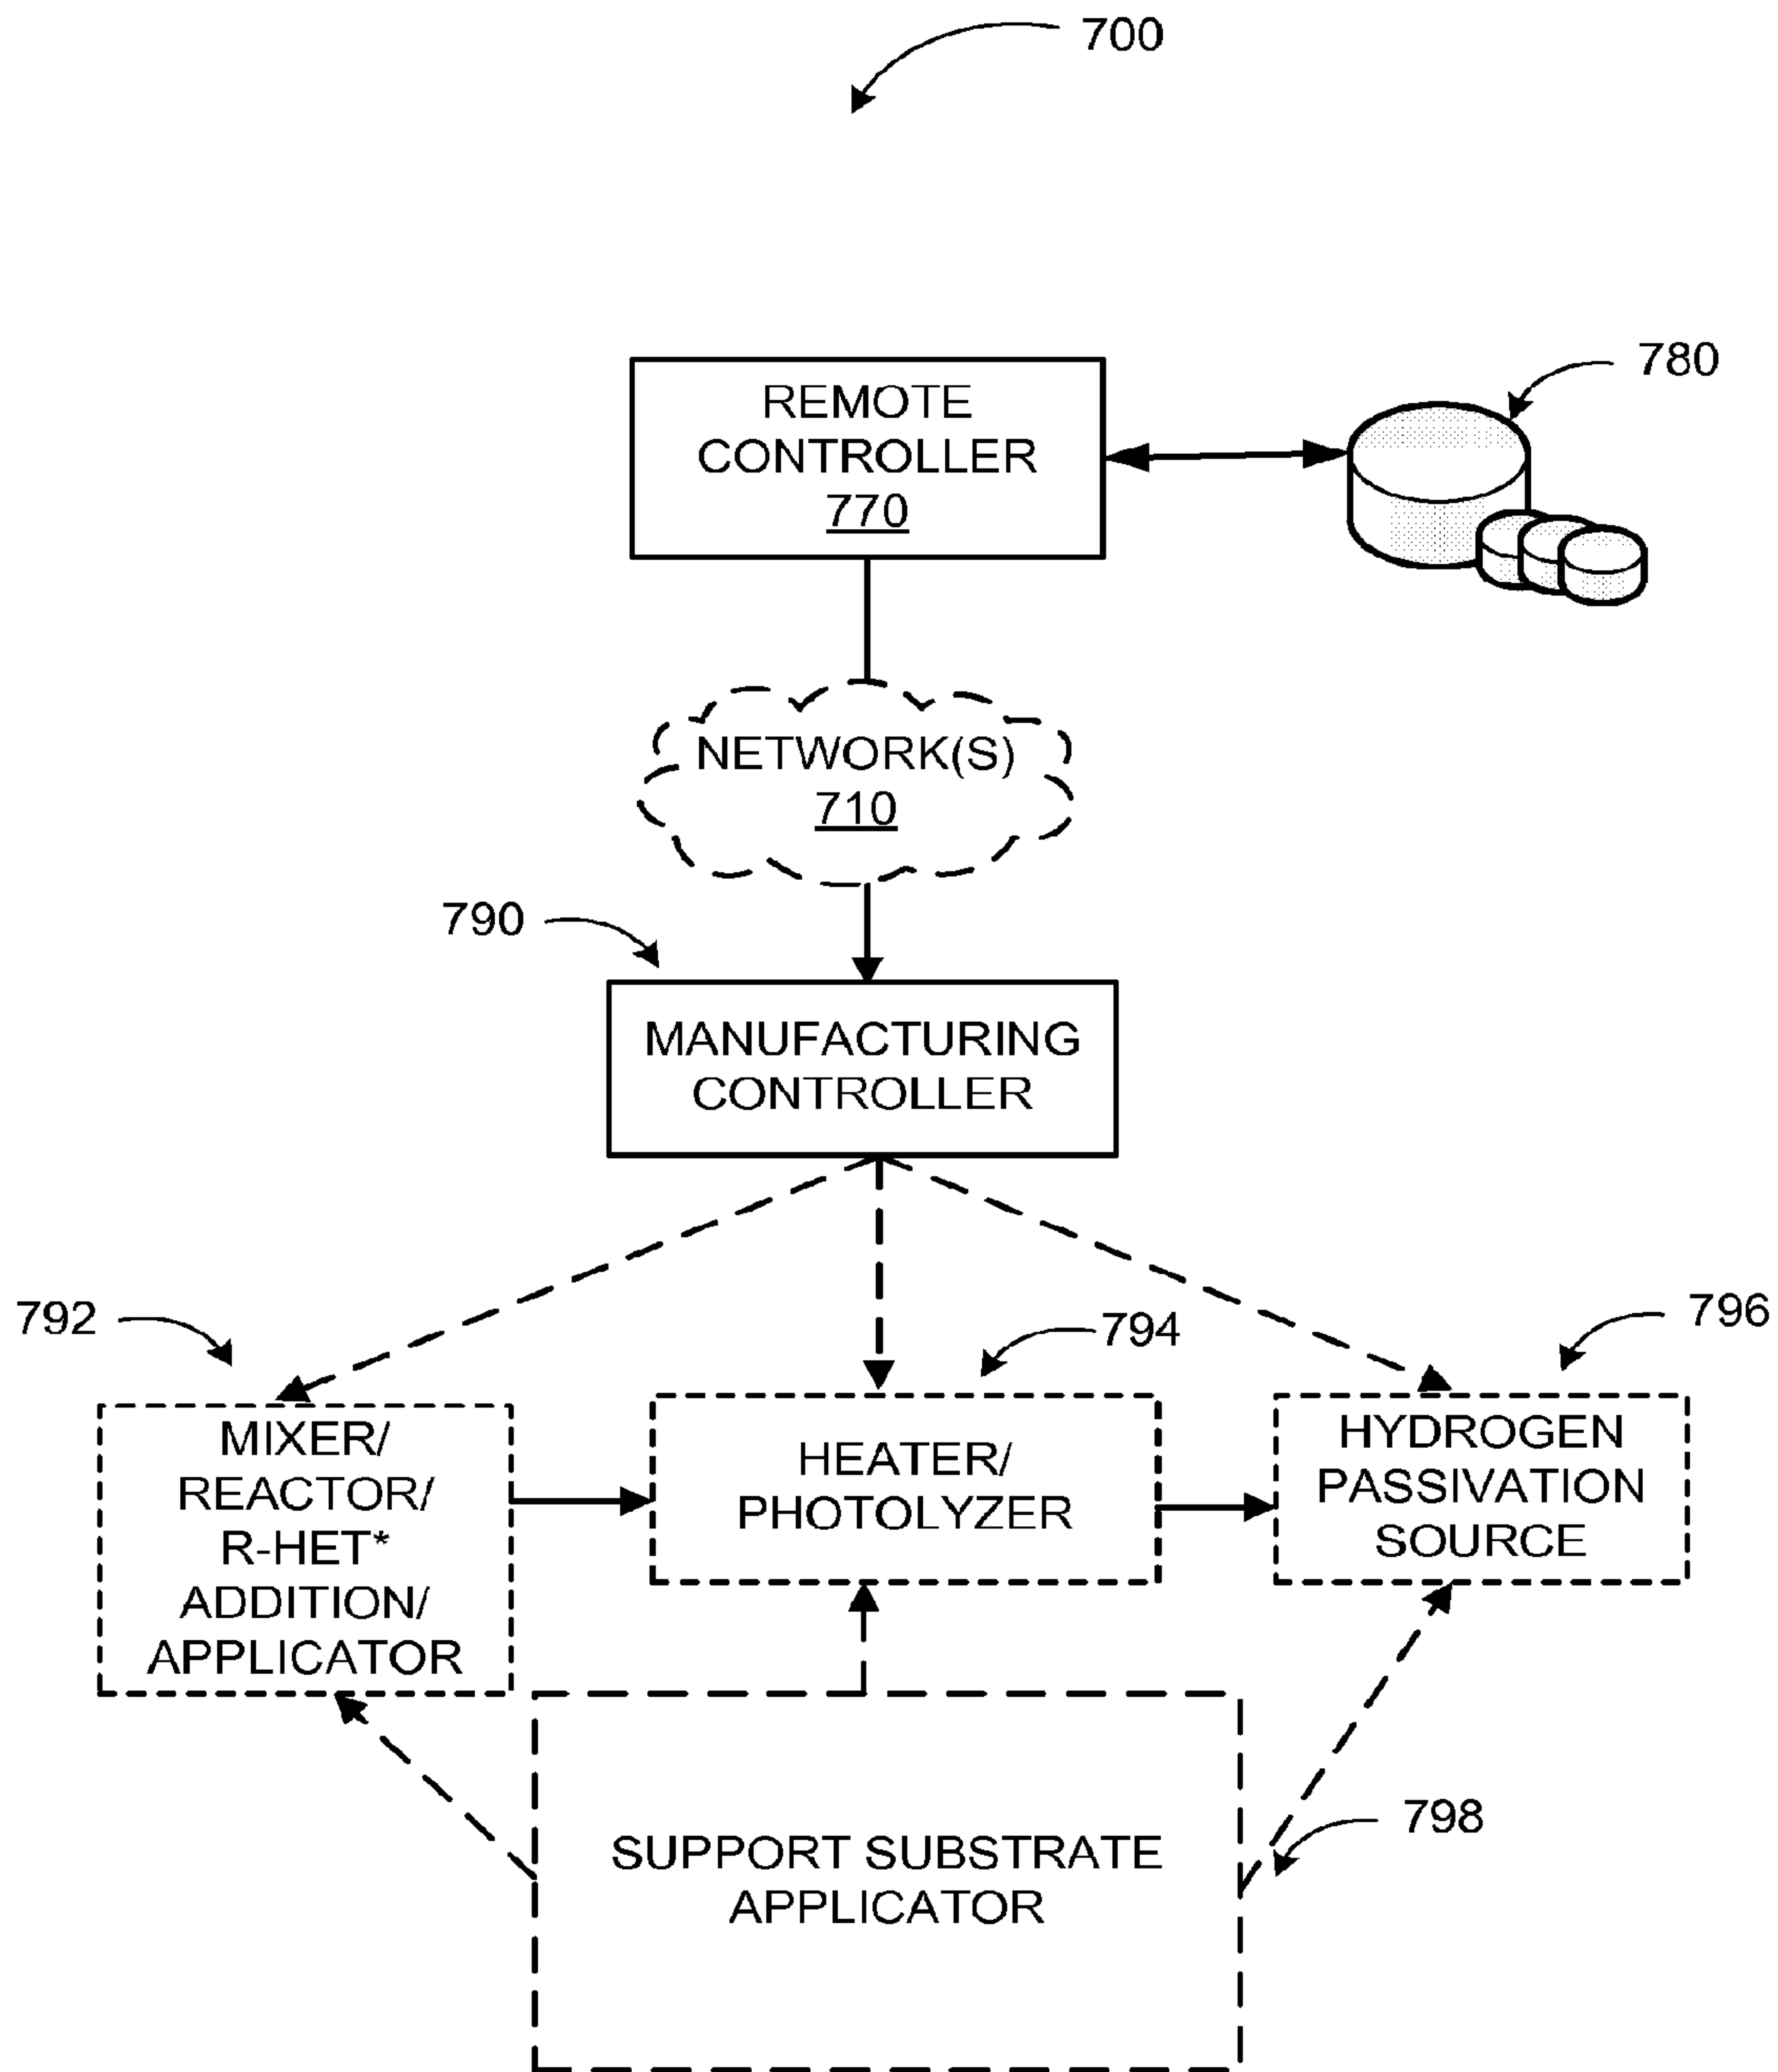 700
780
REMOTE
CONTROLLER
770
NETWORK(S)
710
790
MANUFACTURING
CONTROLLER
792
794
796
MIXER/
REACTOR/
R-HET*
ADDITION/
APPLICATOR
HEATER/
PHOTOLYZER
HYDROGEN
PASSIVATION
SOURCE
798
SUPPORT SUBSTRATE
APPLICATOR